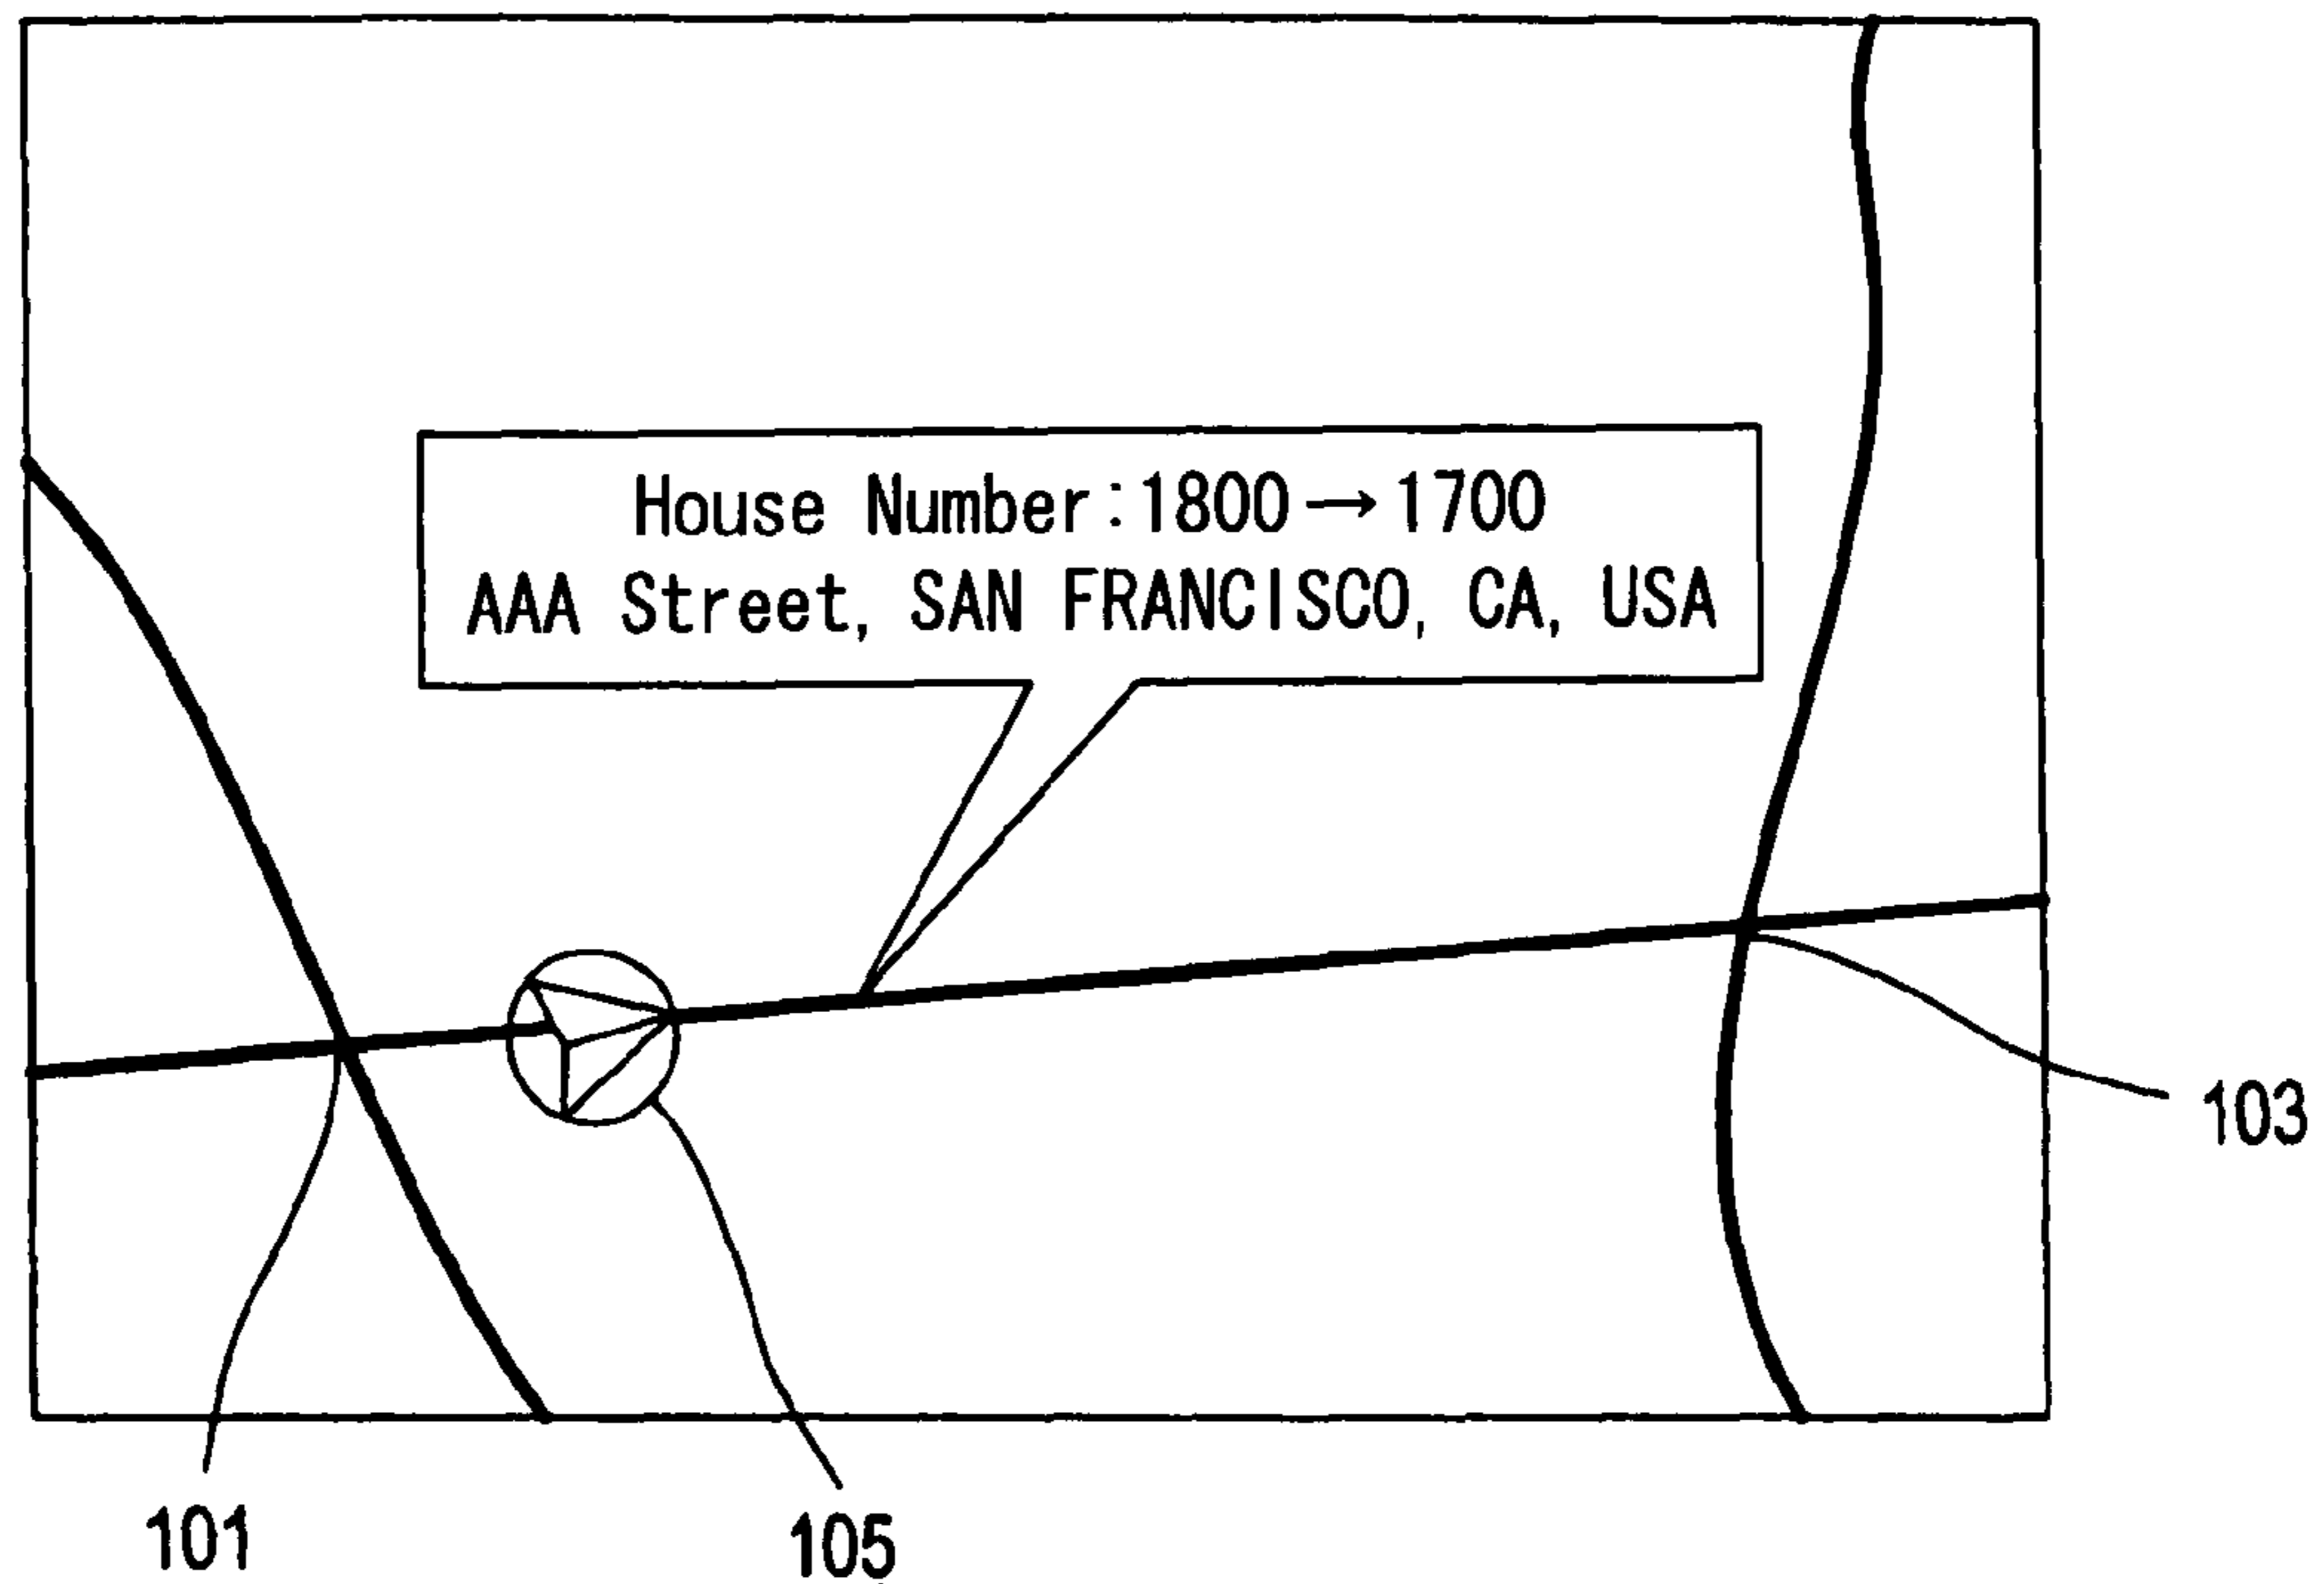 House Number:1800→1700
AAA Street, SAN FRANCISCO, CA, USA
103
101
105